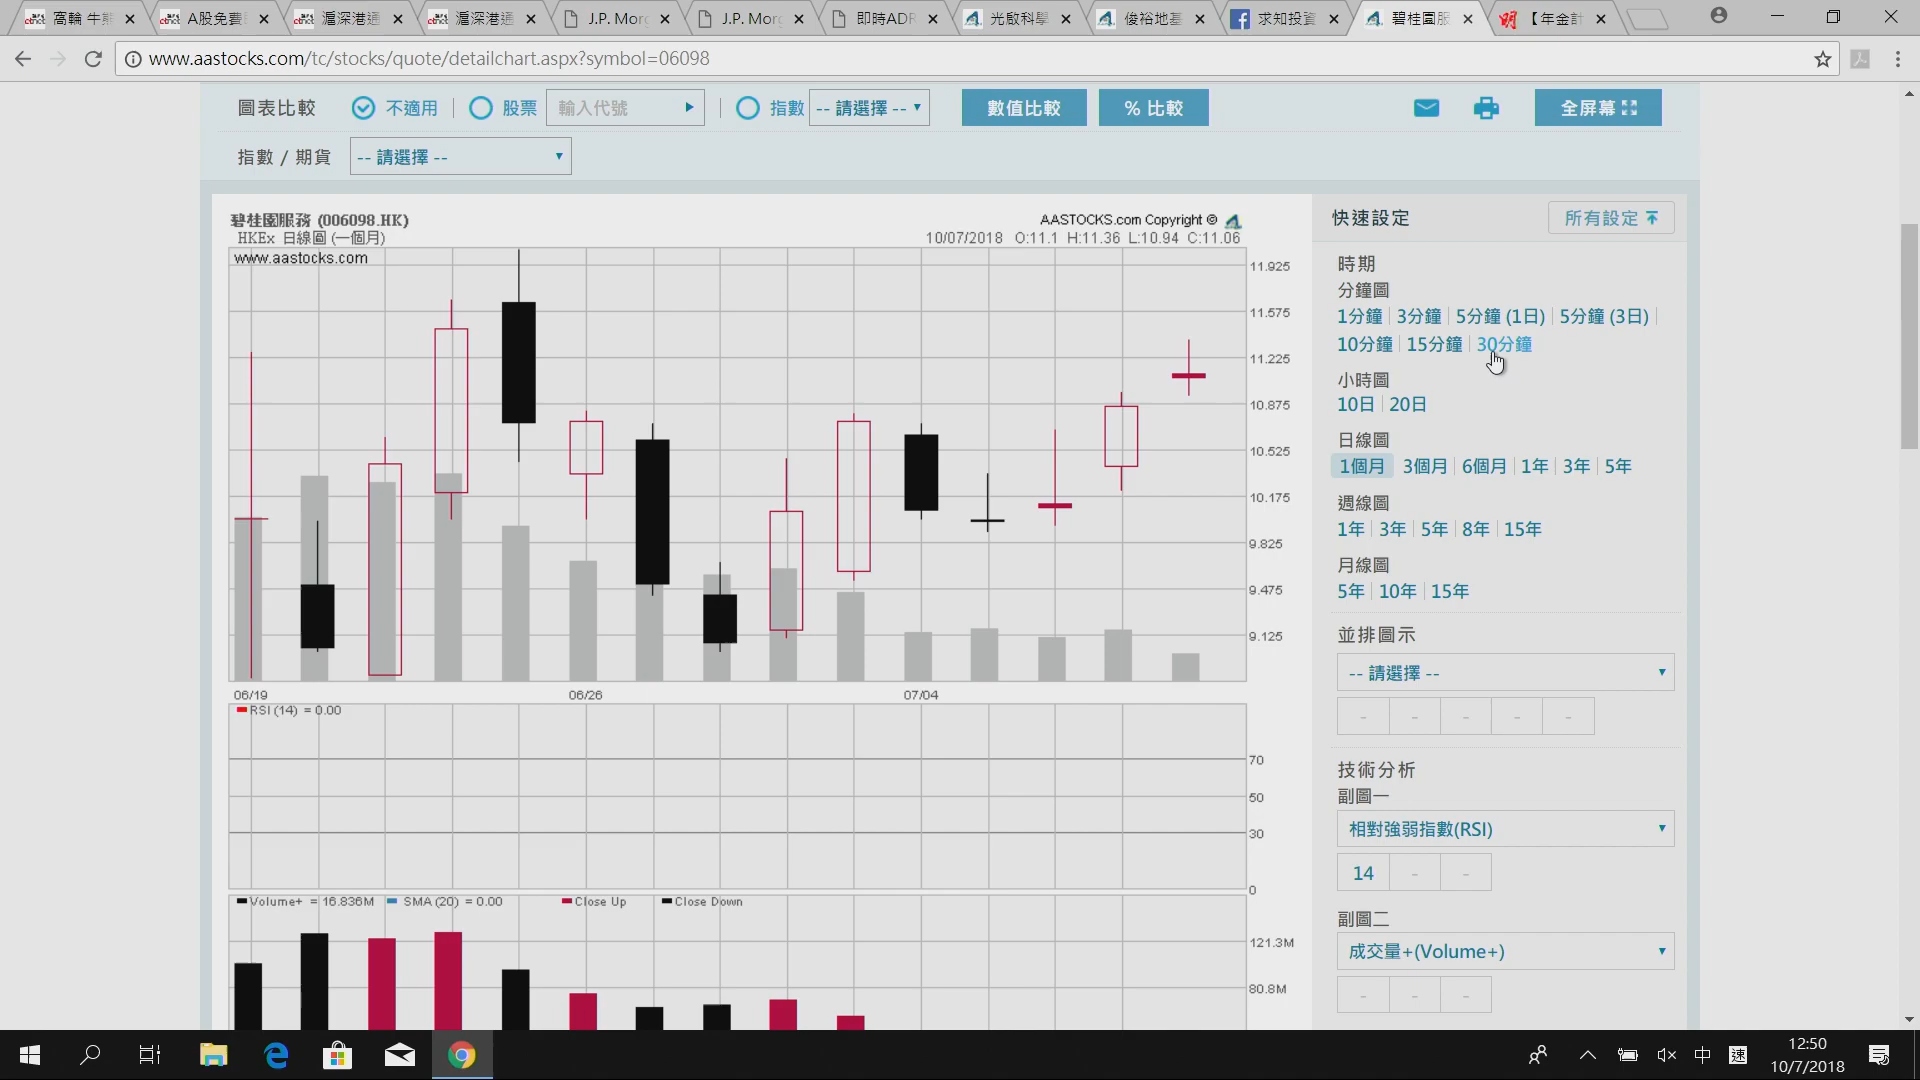 窩輪 牛熊
A股免費
滬深港通
滬深港通
J.P. Morg
J.P. Morg
即時ADR
光啟科學
俊裕地基
求知投資
碧桂園服
【年金計
www.aastocks.com/tc/stocks/quote/detailchart.aspx?symbol=06098
圖表比較 不適用 股票 輸入代號 指數 -- 請選擇 -- 數值比較 % 比較 全屏幕
指數 / 期貨 -- 請選擇 --
碧桂園服務 (006098.HK) AASTOCKS.com Copyright ©
HKEx 日線圖 (一個月) 10/07/2018 O:11.1 H:11.36 L:10.94 C:11.06
www.aastocks.com
11.925
11.575
11.225
10.875
10.525
10.175
9.825
9.475
9.125
06/19 06/26 07/04
RSI (14) = 0.00
70
50
30
0
Volume+ = 16.836M SMA (20) = 0.00 Close Up Close Down
121.3M
80.8M
快速設定 所有設定
時期
分鐘圖
1分鐘 3分鐘 5分鐘 (1日) 5分鐘 (3日)
10分鐘 15分鐘 30分鐘
小時圖
10日 20日
日線圖
1個月 3個月 6個月 1年 3年 5年
週線圖
1年 3年 5年 8年 15年
月線圖
5年 10年 15年
並排圖示
-- 請選擇 --
- - - - -
技術分析
副圖一
相對強弱指數(RSI)
14 - -
副圖二
成交量+(Volume+)
- - -
中 速
12:50
10/7/2018